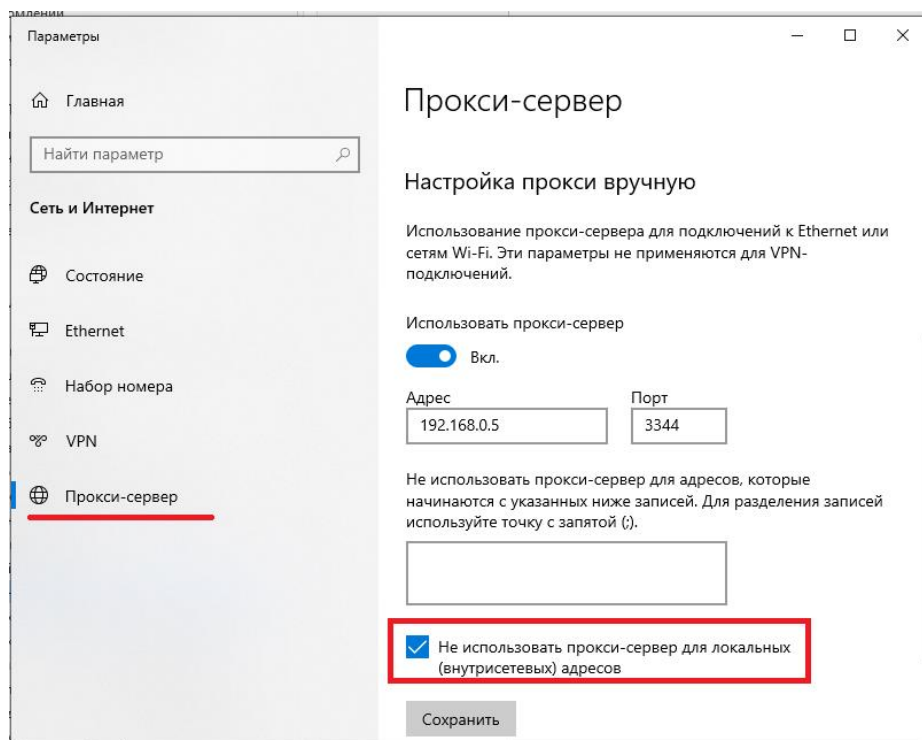 Параметры
Главная
Найти параметр
Сеть и Интернет
Состояние
Ethernet
Набор номера
VPN
Прокси-сервер
Прокси-сервер
Настройка прокси вручную
Использование прокси-сервера для подключений к Ethernet или
сетям Wi-Fi. Эти параметры не применяются для VPN-
подключений.
Использовать прокси-сервер
Вкл.
Адрес
Порт
192.168.0.5
3344
Не использовать прокси-сервер для адресов, которые
начинаются с указанных ниже записей. Для разделения записей
используйте точку с запятой (;).
Не использовать прокси-сервер для локальных
(внутрисетевых) адресов
Сохранить